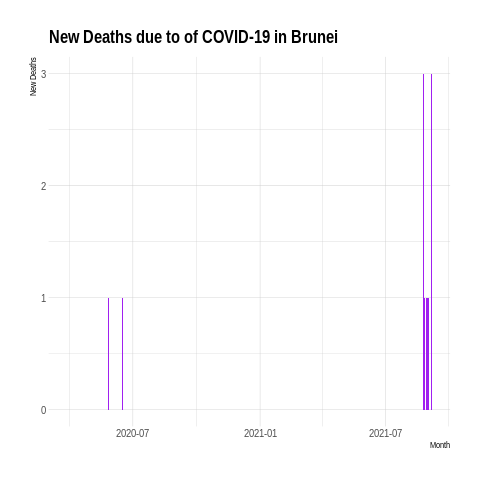 New Deaths due to of COVID-19 in Brunei
New Deaths
3
2
1
0
2020-07 2021-01 2021-07
Month